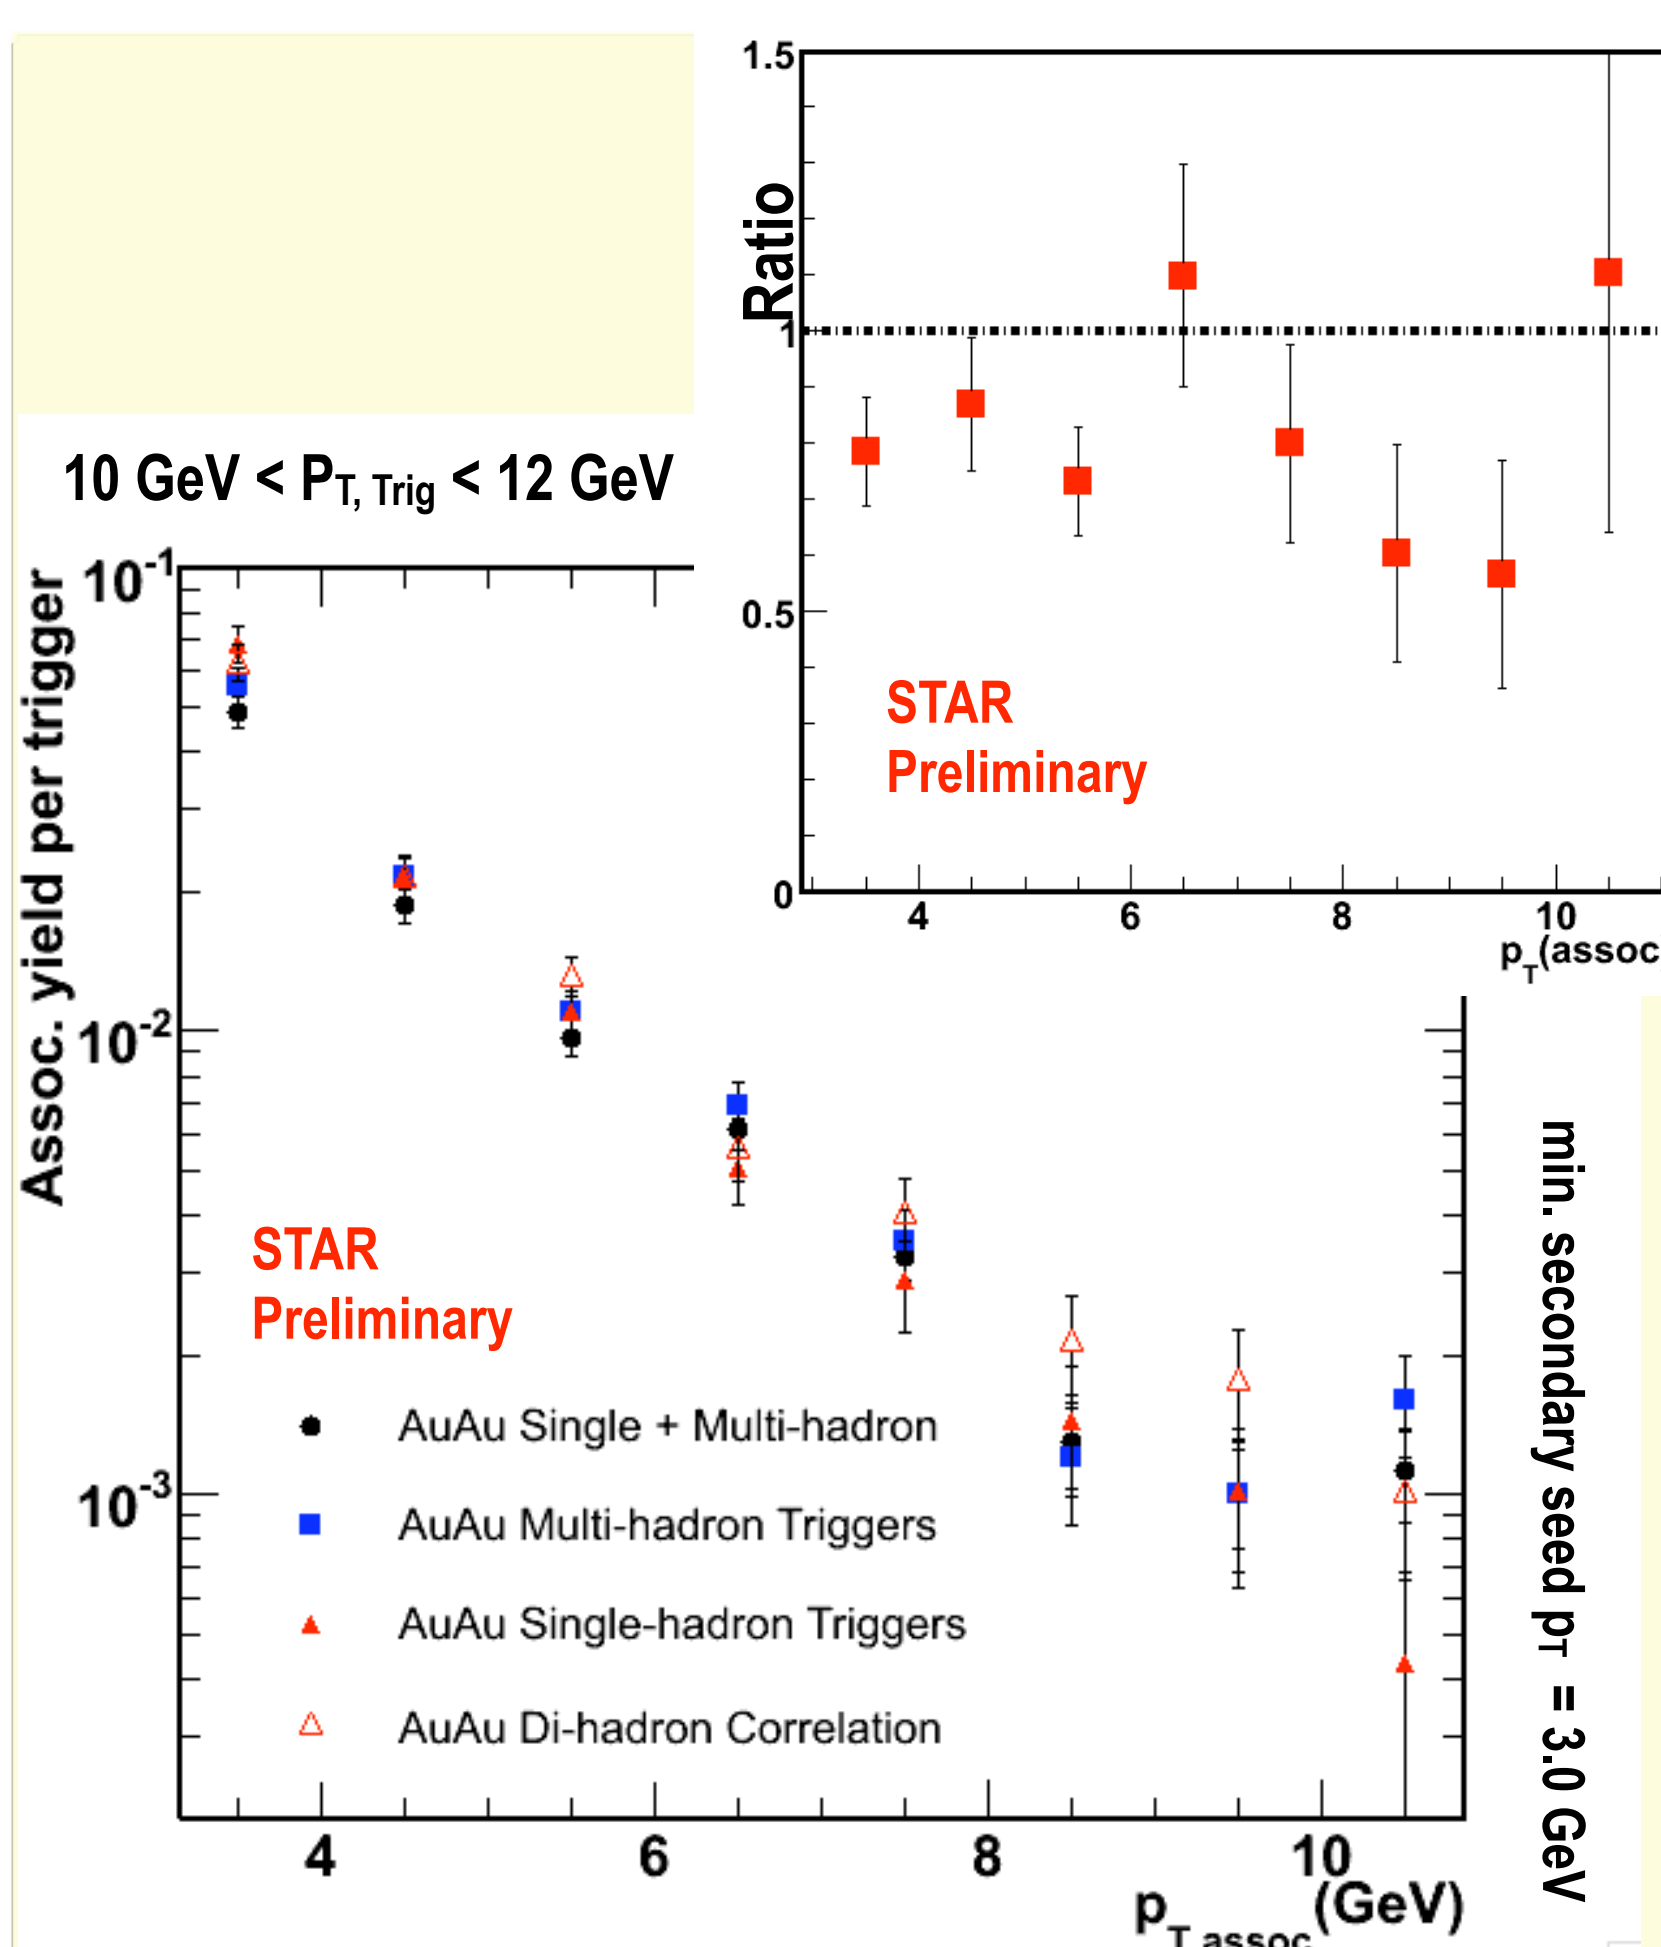 1.5
Ratio
1
0.5
0
STAR
Preliminary
4 6 8 10
p_T(assoc
10 GeV < P_T, Trig < 12 GeV
Assoc. yield per trigger
10^-1
10^-2
10^-3
STAR
Preliminary
AuAu Single + Multi-hadron
AuAu Multi-hadron Triggers
AuAu Single-hadron Triggers
AuAu Di-hadron Correlation
4 6 8 10
p_T,assoc (GeV)
min. secondary seed p_T = 3.0 GeV